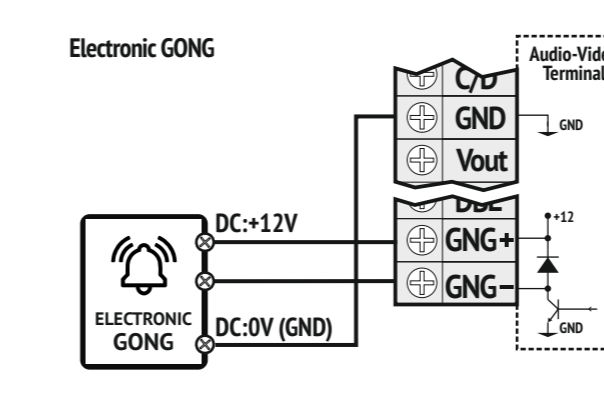 Electronic GONG
Audio-Vide
Terminal
C/D
GND
GND
Vout
DC:+12V
+12
GNG+
GNG−
ELECTRONIC
GONG
DC:0V (GND)
GND